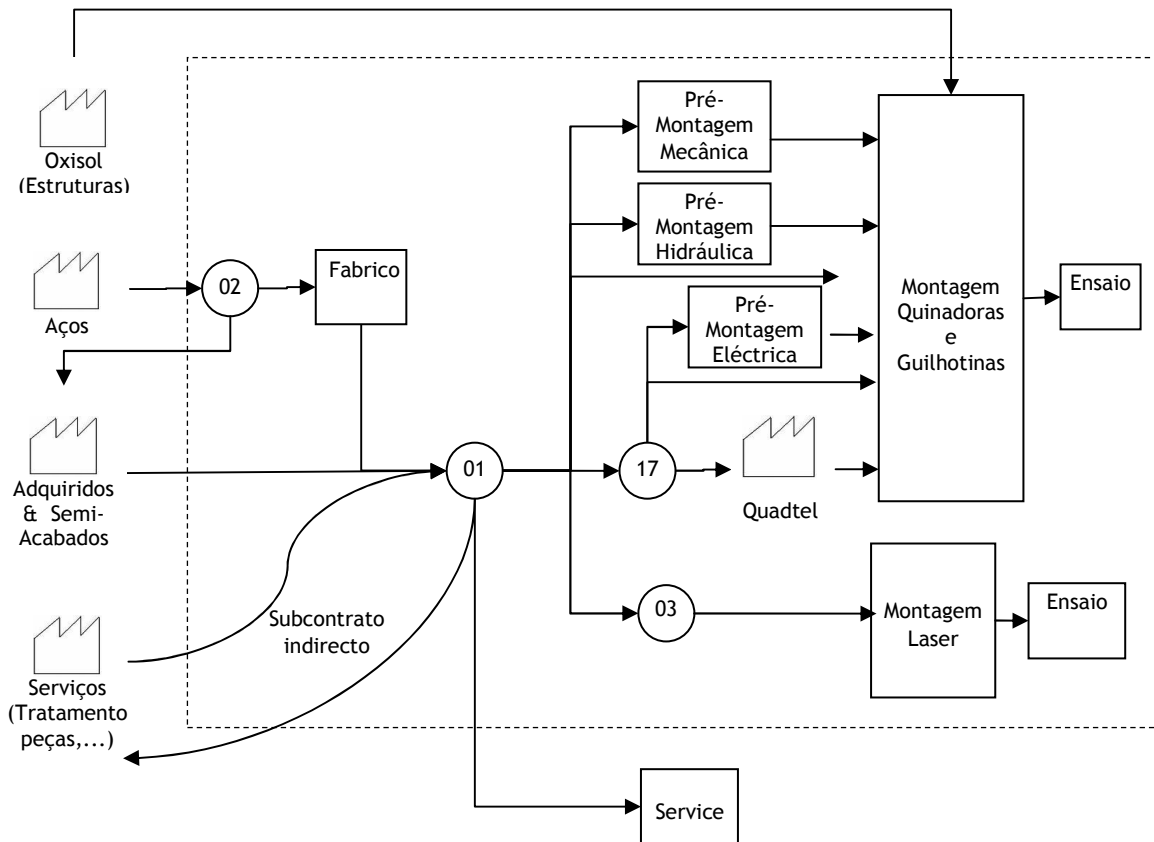 Oxisol
(Estruturas)
Aços
Adquiridos
& Semi-
Acabados
Serviços
(Tratamento
peças,...)
02
Fabrico
01
Subcontrato
indirecto
Pré-
Montagem
Mecânica
Pré-
Montagem
Hidráulica
Pré-
Montagem
Eléctrica
17
Quadtel
03
Montagem
Quinadoras
e
Guilhotinas
Ensaio
Montagem
Laser
Ensaio
Service